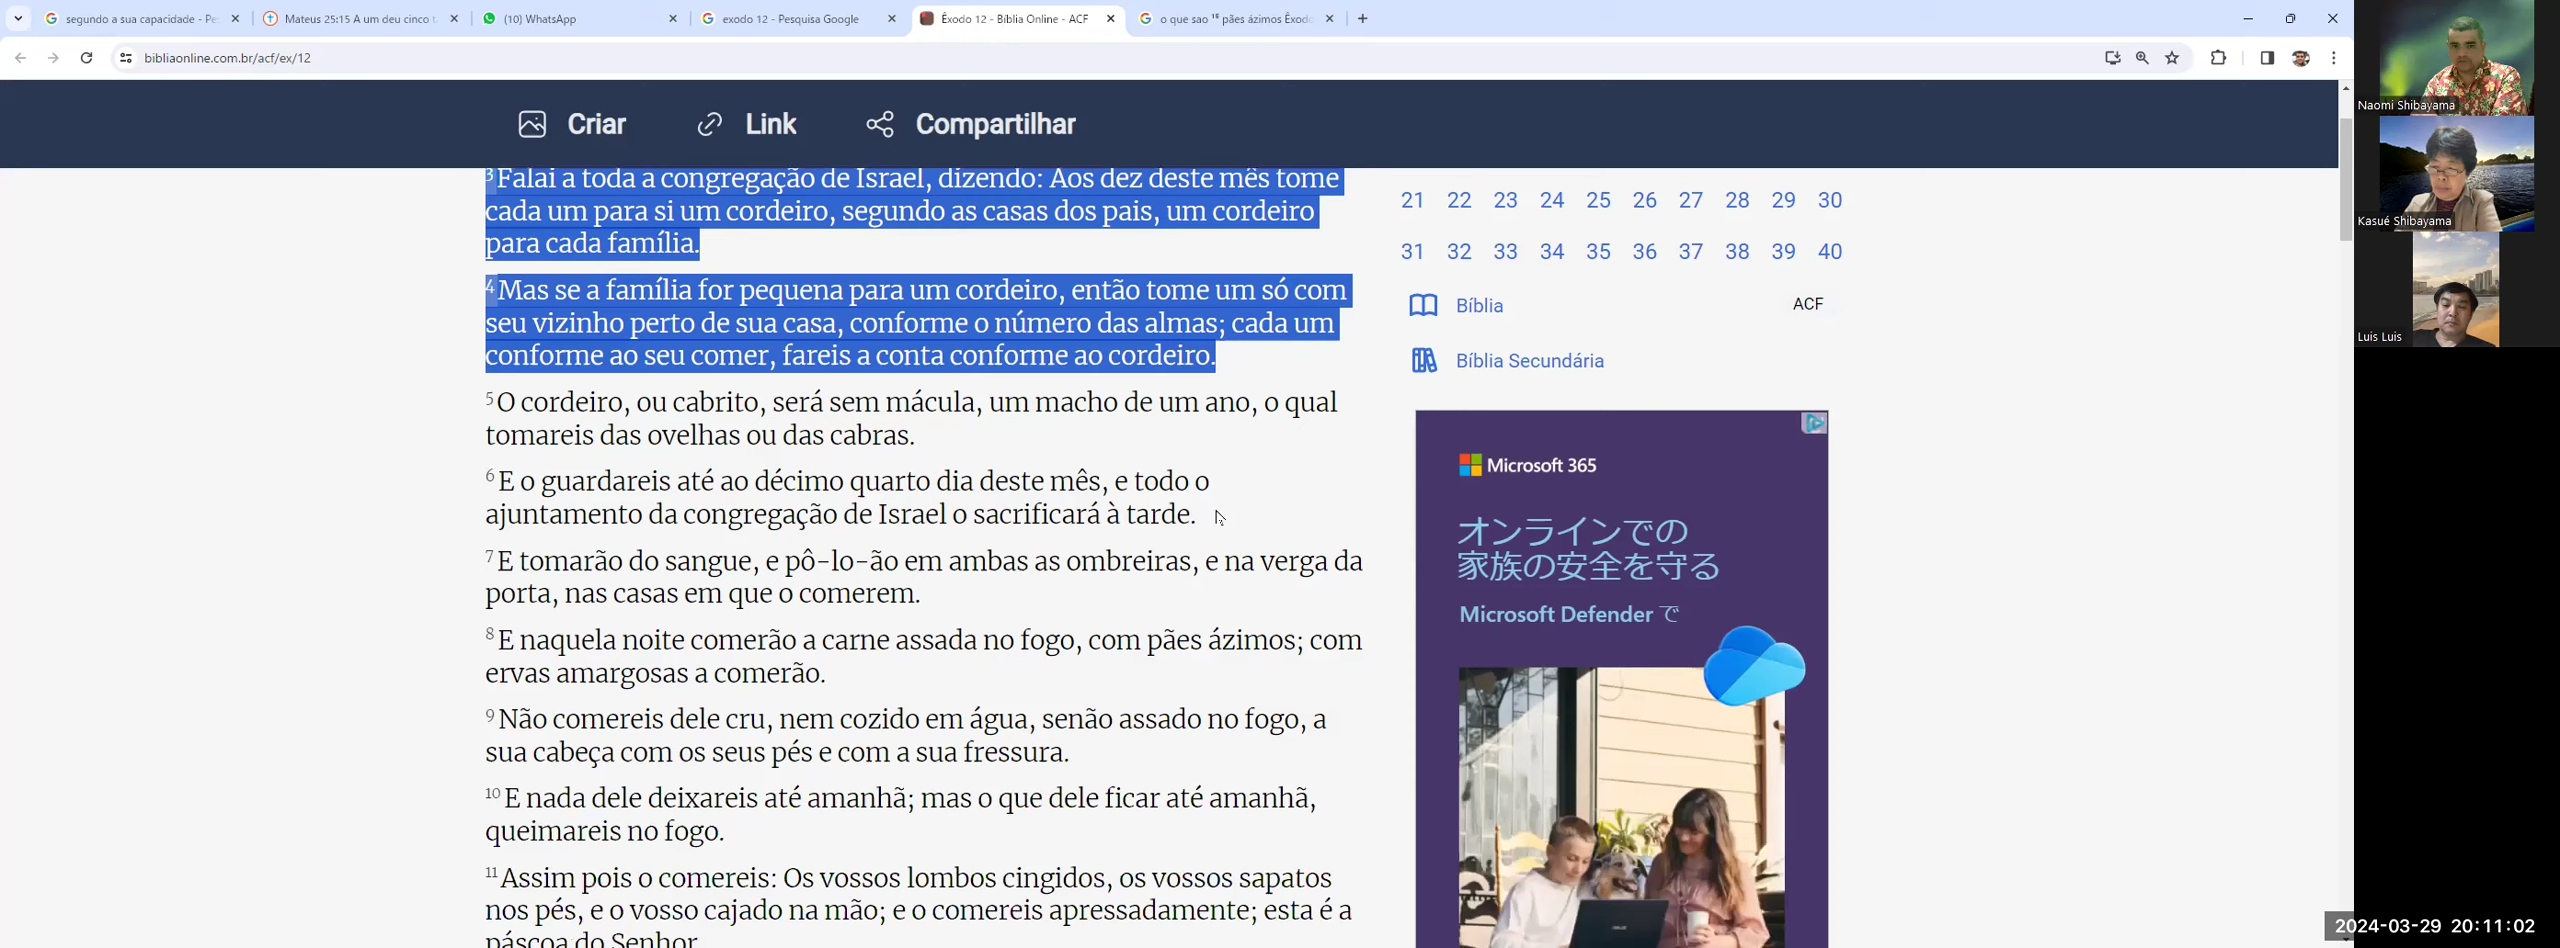 segundo a sua capacidade - Pe
Mateus 25:15 A um deu cinco t
(10) WhatsApp
exodo 12 - Pesquisa Google
Êxodo 12 - Bíblia Online - ACF
o que sao ¹⁸ pães ázimos Êxodo
bibliaonline.com.br/acf/ex/12
Criar
Link
Compartilhar
3 Falai a toda a congregação de Israel, dizendo: Aos dez deste mês tome
cada um para si um cordeiro, segundo as casas dos pais, um cordeiro
para cada família.
4 Mas se a família for pequena para um cordeiro, então tome um só com
seu vizinho perto de sua casa, conforme o número das almas; cada um
conforme ao seu comer, fareis a conta conforme ao cordeiro.
5 O cordeiro, ou cabrito, será sem mácula, um macho de um ano, o qual
tomareis das ovelhas ou das cabras.
6 E o guardareis até ao décimo quarto dia deste mês, e todo o
ajuntamento da congregação de Israel o sacrificará à tarde.
7 E tomarão do sangue, e pô-lo-ão em ambas as ombreiras, e na verga da
porta, nas casas em que o comerem.
8 E naquela noite comerão a carne assada no fogo, com pães ázimos; com
ervas amargosas a comerão.
9 Não comereis dele cru, nem cozido em água, senão assado no fogo, a
sua cabeça com os seus pés e com a sua fressura.
10 E nada dele deixareis até amanhã; mas o que dele ficar até amanhã,
queimareis no fogo.
11 Assim pois o comereis: Os vossos lombos cingidos, os vossos sapatos
nos pés, e o vosso cajado na mão; e o comereis apressadamente; esta é a
páscoa do Senhor.
21 22 23 24 25 26 27 28 29 30
31 32 33 34 35 36 37 38 39 40
Bíblia
ACF
Bíblia Secundária
Microsoft 365
オンラインでの
家族の安全を守る
Microsoft Defender で
Naomi Shibayama
Kasué Shibayama
Luis Luis
2024-03-29 20:11:02